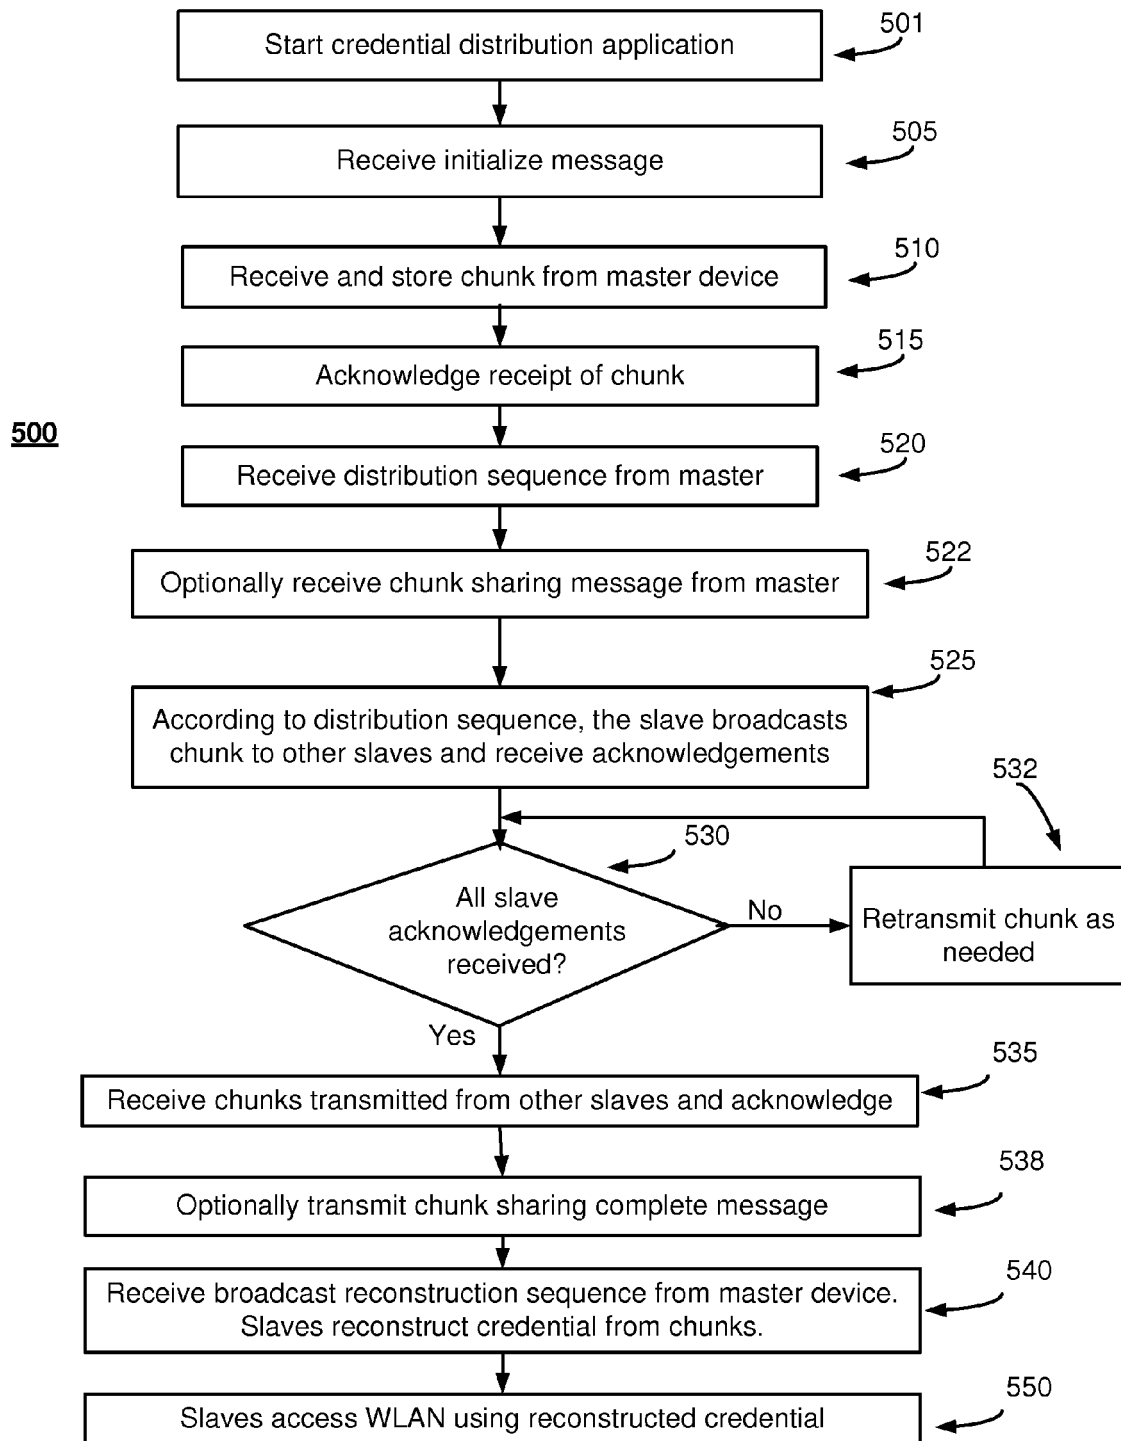 Start credential distribution application
501
Receive initialize message
505
Receive and store chunk from master device
510
Acknowledge receipt of chunk
515
500
Receive distribution sequence from master
520
Optionally receive chunk sharing message from master
522
According to distribution sequence, the slave broadcasts
chunk to other slaves and receive acknowledgements
525
532
530
All slave
acknowledgements
received?
No
Retransmit chunk as
needed
Yes
Receive chunks transmitted from other slaves and acknowledge
535
Optionally transmit chunk sharing complete message
538
Receive broadcast reconstruction sequence from master device.
Slaves reconstruct credential from chunks.
540
Slaves access WLAN using reconstructed credential
550